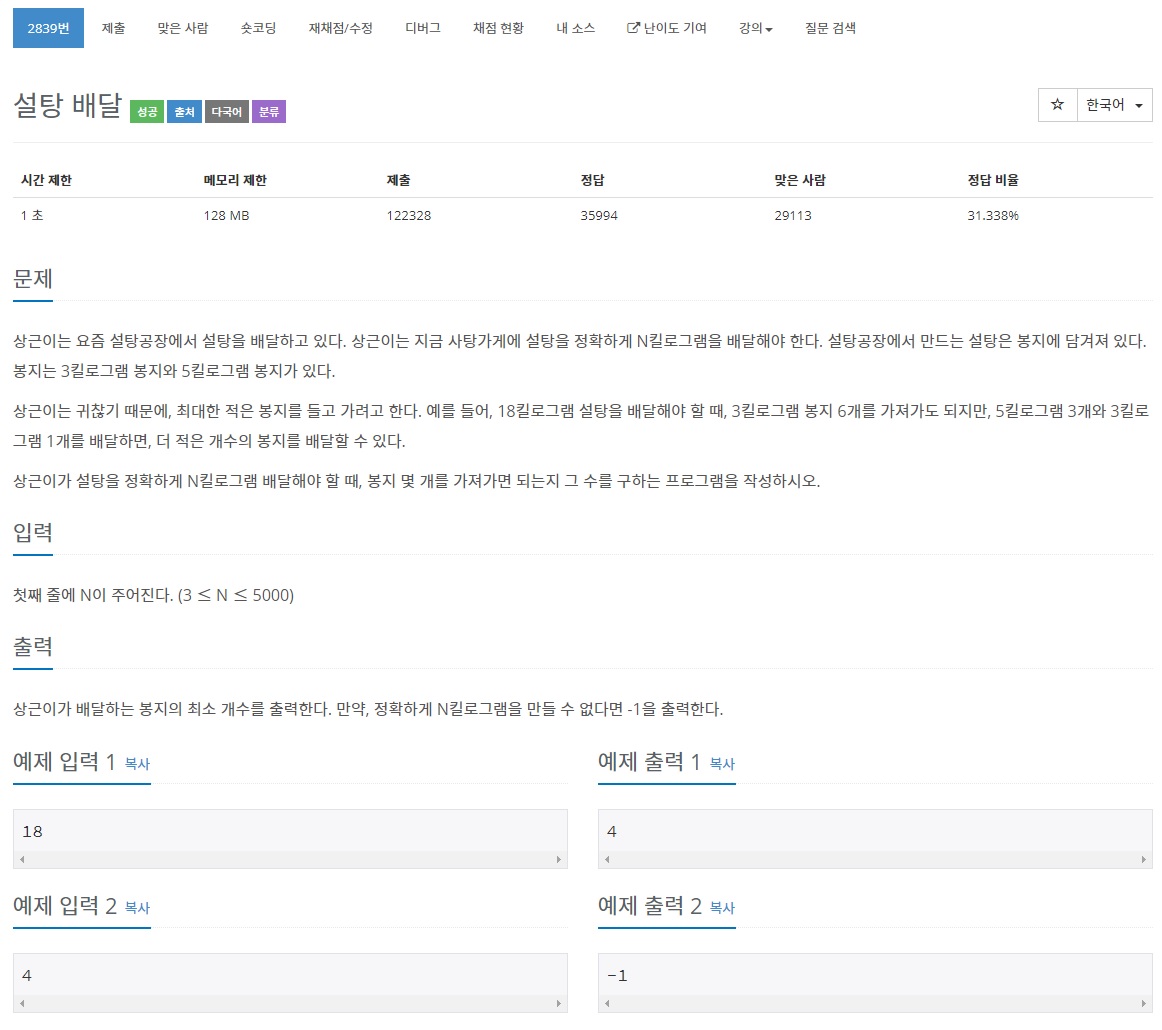 2839번 제출 맞은 사람 숏코딩 재채점/수정 디버그 채점 현황 내 소스 난이도 기여 강의 질문 검색
설탕 배달 성공 출처 다국어 분류 ☆ 한국어
시간 제한 메모리 제한 제출 정답 맞은 사람 정답 비율
1 초 128 MB 122328 35994 29113 31.338%
문제
상근이는 요즘 설탕공장에서 설탕을 배달하고 있다. 상근이는 지금 사탕가게에 설탕을 정확하게 N킬로그램을 배달해야 한다. 설탕공장에서 만드는 설탕은 봉지에 담겨져 있다.
봉지는 3킬로그램 봉지와 5킬로그램 봉지가 있다.
상근이는 귀찮기 때문에, 최대한 적은 봉지를 들고 가려고 한다. 예를 들어, 18킬로그램 설탕을 배달해야 할 때, 3킬로그램 봉지 6개를 가져가도 되지만, 5킬로그램 3개와 3킬로
그램 1개를 배달하면, 더 적은 개수의 봉지를 배달할 수 있다.
상근이가 설탕을 정확하게 N킬로그램 배달해야 할 때, 봉지 몇 개를 가져가면 되는지 그 수를 구하는 프로그램을 작성하시오.
입력
첫째 줄에 N이 주어진다. (3 ≤ N ≤ 5000)
출력
상근이가 배달하는 봉지의 최소 개수를 출력한다. 만약, 정확하게 N킬로그램을 만들 수 없다면 -1을 출력한다.
예제 입력 1 복사 예제 출력 1 복사
18 4
예제 입력 2 복사 예제 출력 2 복사
4 -1